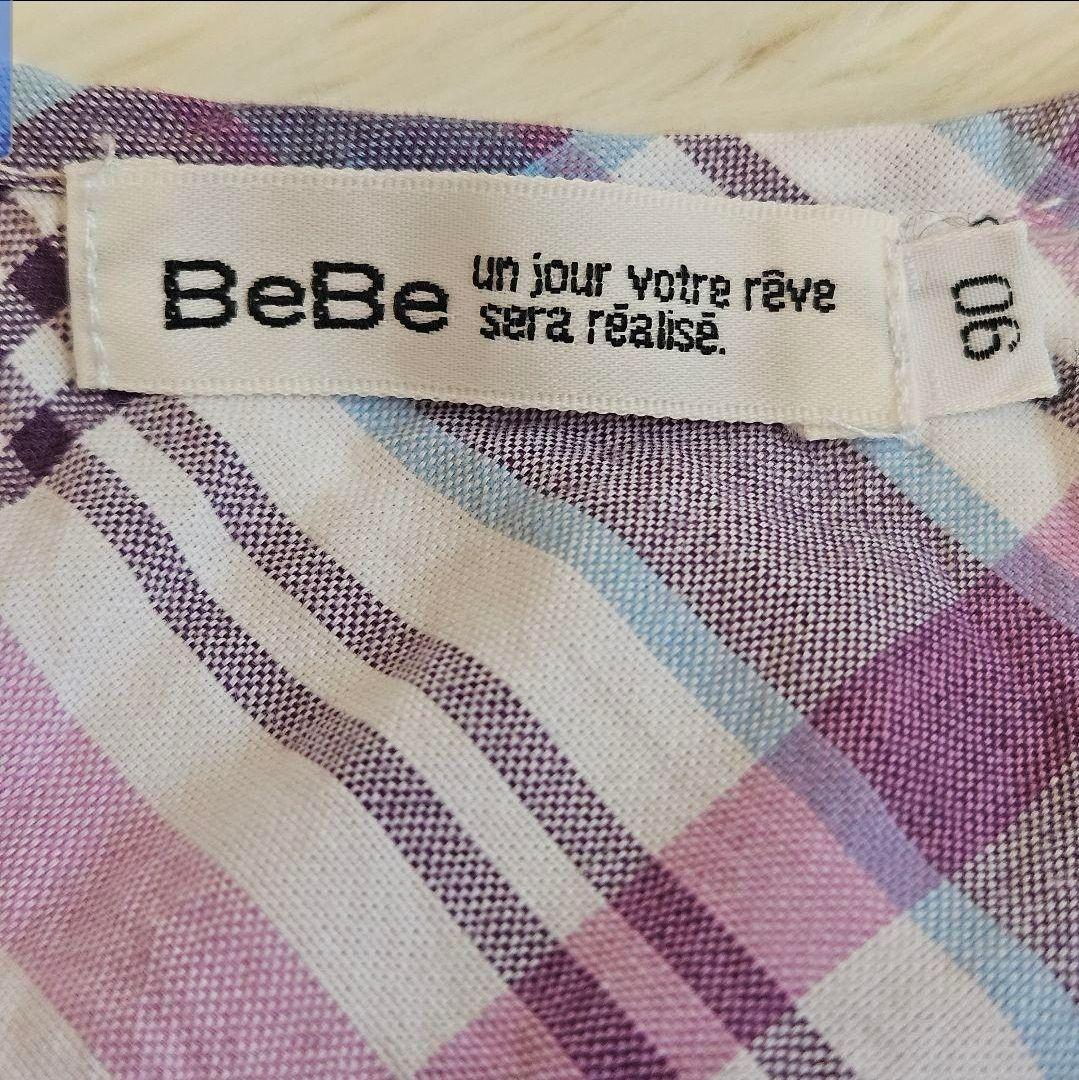 BeBe
un jour votre rêve
sera réalisé.
90